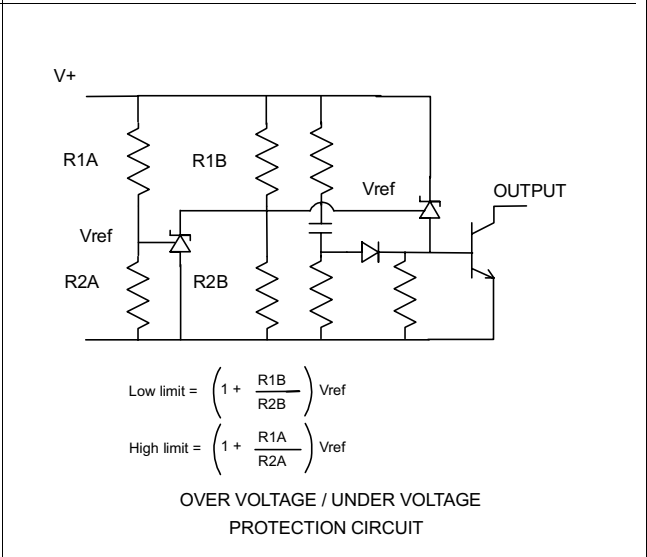 V+
R1A
R1B
Vref
OUTPUT
Vref
R2A
R2B
Low limit = (1 + R1B / R2B) Vref
High limit = (1 + R1A / R2A) Vref
OVER VOLTAGE / UNDER VOLTAGE
PROTECTION CIRCUIT